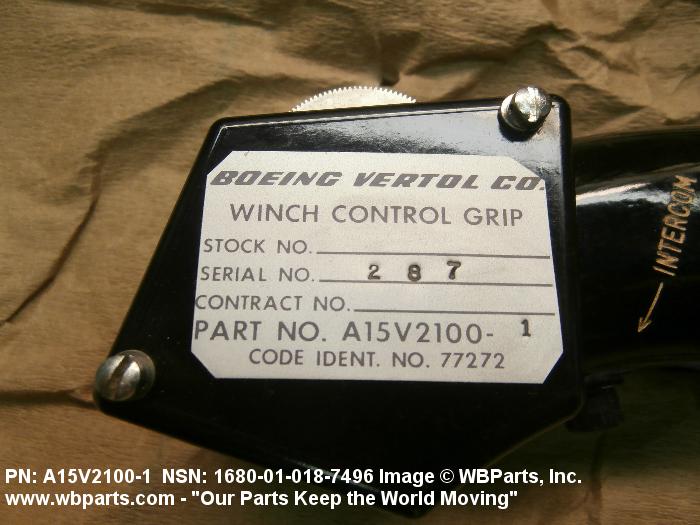 BOEING VERTOL CO.
WINCH CONTROL GRIP
STOCK NO.
SERIAL NO. 2 8 7
CONTRACT NO.
PART NO. A15V2100- 1
CODE IDENT. NO. 77272
← INTERCOM
PN: A15V2100-1 NSN: 1680-01-018-7496 Image © WBParts, Inc.
www.wbparts.com - "Our Parts Keep the World Moving"